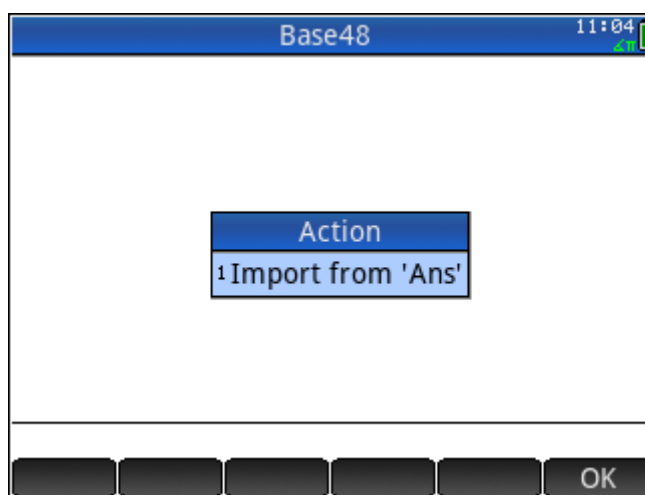 Base48
11:04
∡π
Action
1 Import from 'Ans'
OK